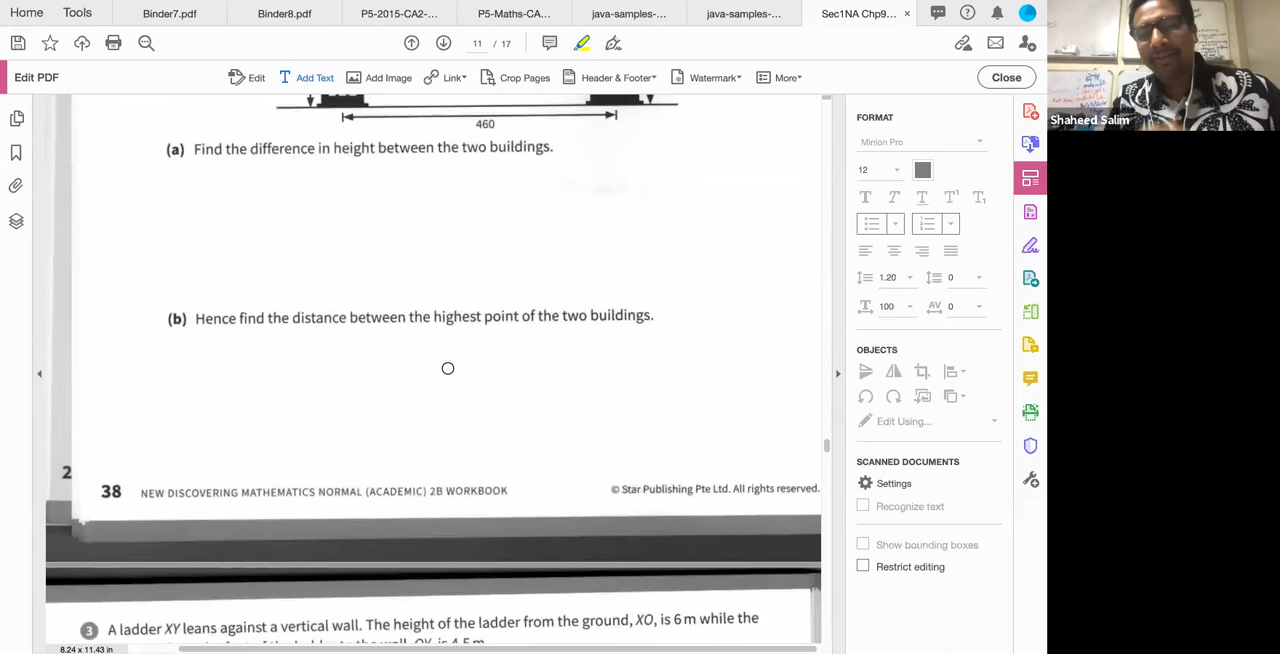 Home Tools Binder7.pdf Binder8.pdf P5-2015-CA2-... P5-Maths-CA... java-samples-... java-samples-... Sec1NA Chp9... ×
11 / 17
Edit PDF Edit Add Text Add Image Link Crop Pages Header & Footer Watermark More Close
Shaheed Salim
460
(a) Find the difference in height between the two buildings.
(b) Hence find the distance between the highest point of the two buildings.
2
38 NEW DISCOVERING MATHEMATICS NORMAL (ACADEMIC) 2B WORKBOOK © Star Publishing Pte Ltd. All rights reserved.
3 A ladder XY leans against a vertical wall. The height of the ladder from the ground, XO, is 6 m while the
8.24 x 11.43 in
FORMAT
Minion Pro
12
T T T T1 T1
1.20 0
100 AV 0
OBJECTS
Edit Using...
SCANNED DOCUMENTS
Settings
Recognize text
Show bounding boxes
Restrict editing